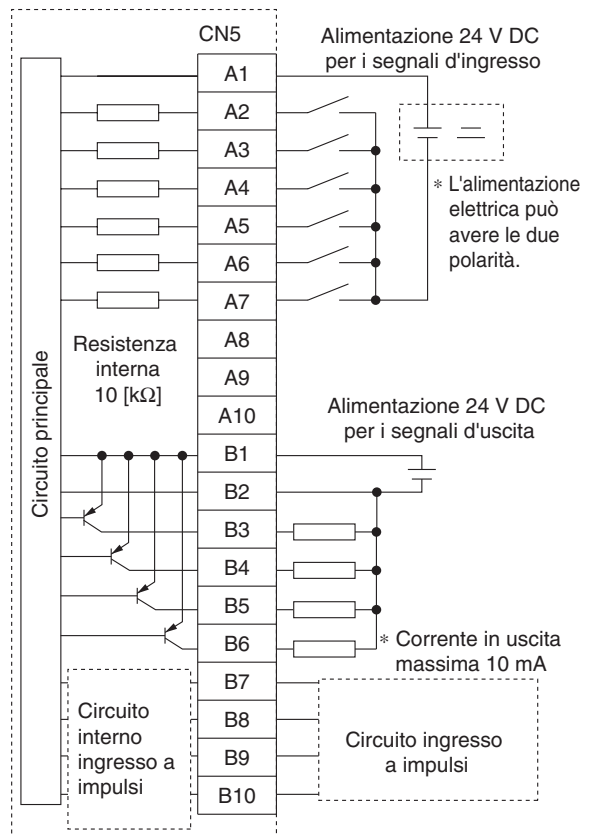 CN5
Alimentazione 24 V DC
per i segnali d'ingresso
A1
A2
A3
A4
A5
A6
A7
A8
A9
A10
B1
B2
B3
B4
B5
B6
B7
B8
B9
B10
* L'alimentazione
elettrica può
avere le due
polarità.
Resistenza
interna
10 [kΩ]
Circuito principale
Alimentazione 24 V DC
per i segnali d'uscita
* Corrente in uscita
massima 10 mA
Circuito
interno
ingresso a
impulsi
Circuito ingresso
a impulsi